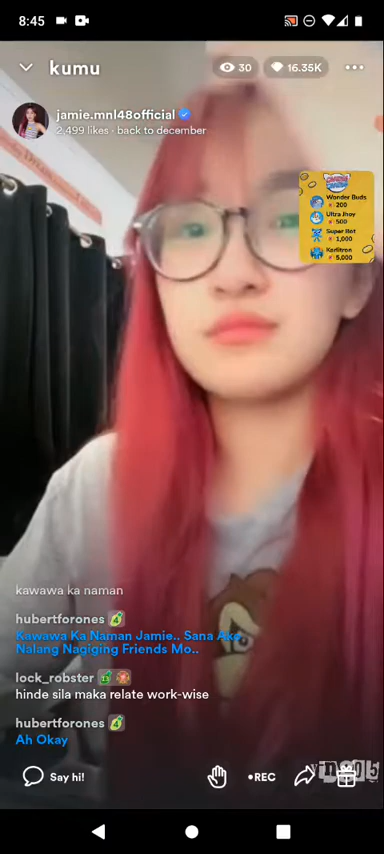 8:45
kumu
30
16.35K
jamie.mnl48official
2,499 likes · back to december
Wonder Buds
200
Ultra Jhoy
500
Super Bot
1,000
Karlitron
5,000
kawawa ka naman
hubertforones
Kawawa Ka Naman Jamie.. Sana Ako
Nalang Nagiging Friends Mo..
lock_robster
hinde sila maka relate work-wise
hubertforones
Ah Okay
Say hi!
•REC